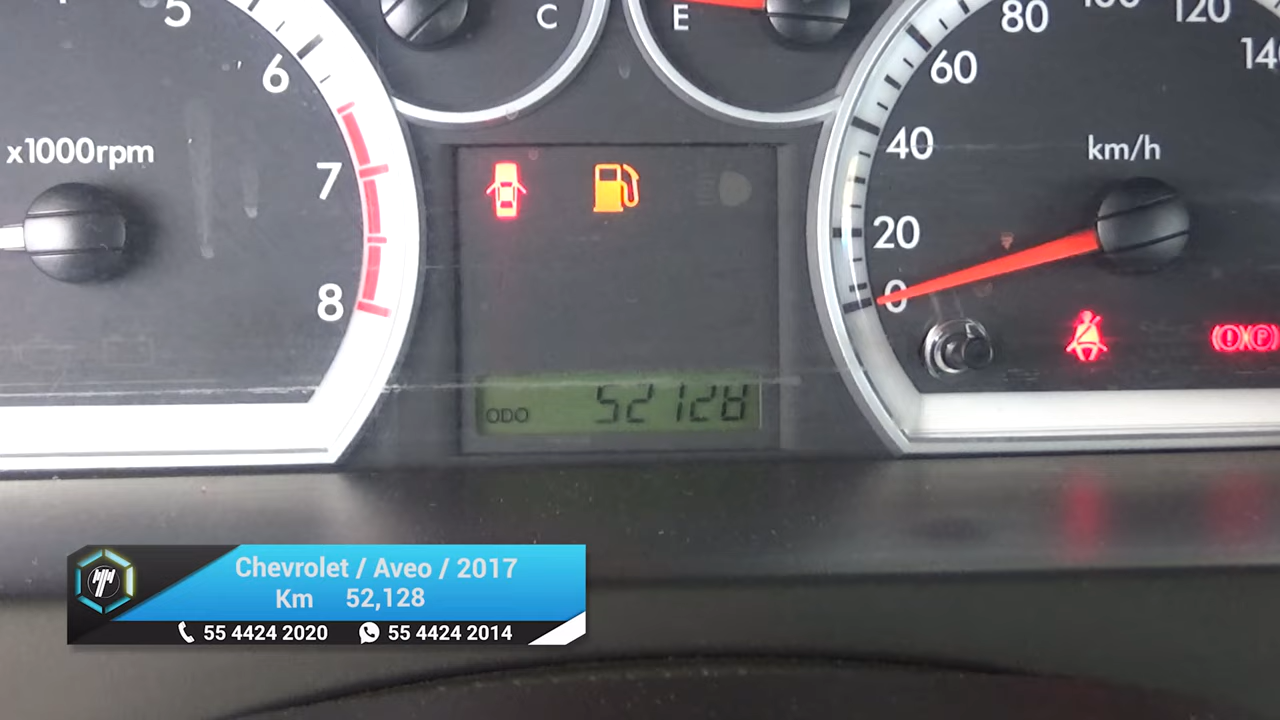 5
6
7
8
x1000rpm
C
E
0
20
40
60
80
100
120
140
km/h
ODO 52128
Chevrolet / Aveo / 2017
Km 52,128
55 4424 2020 55 4424 2014